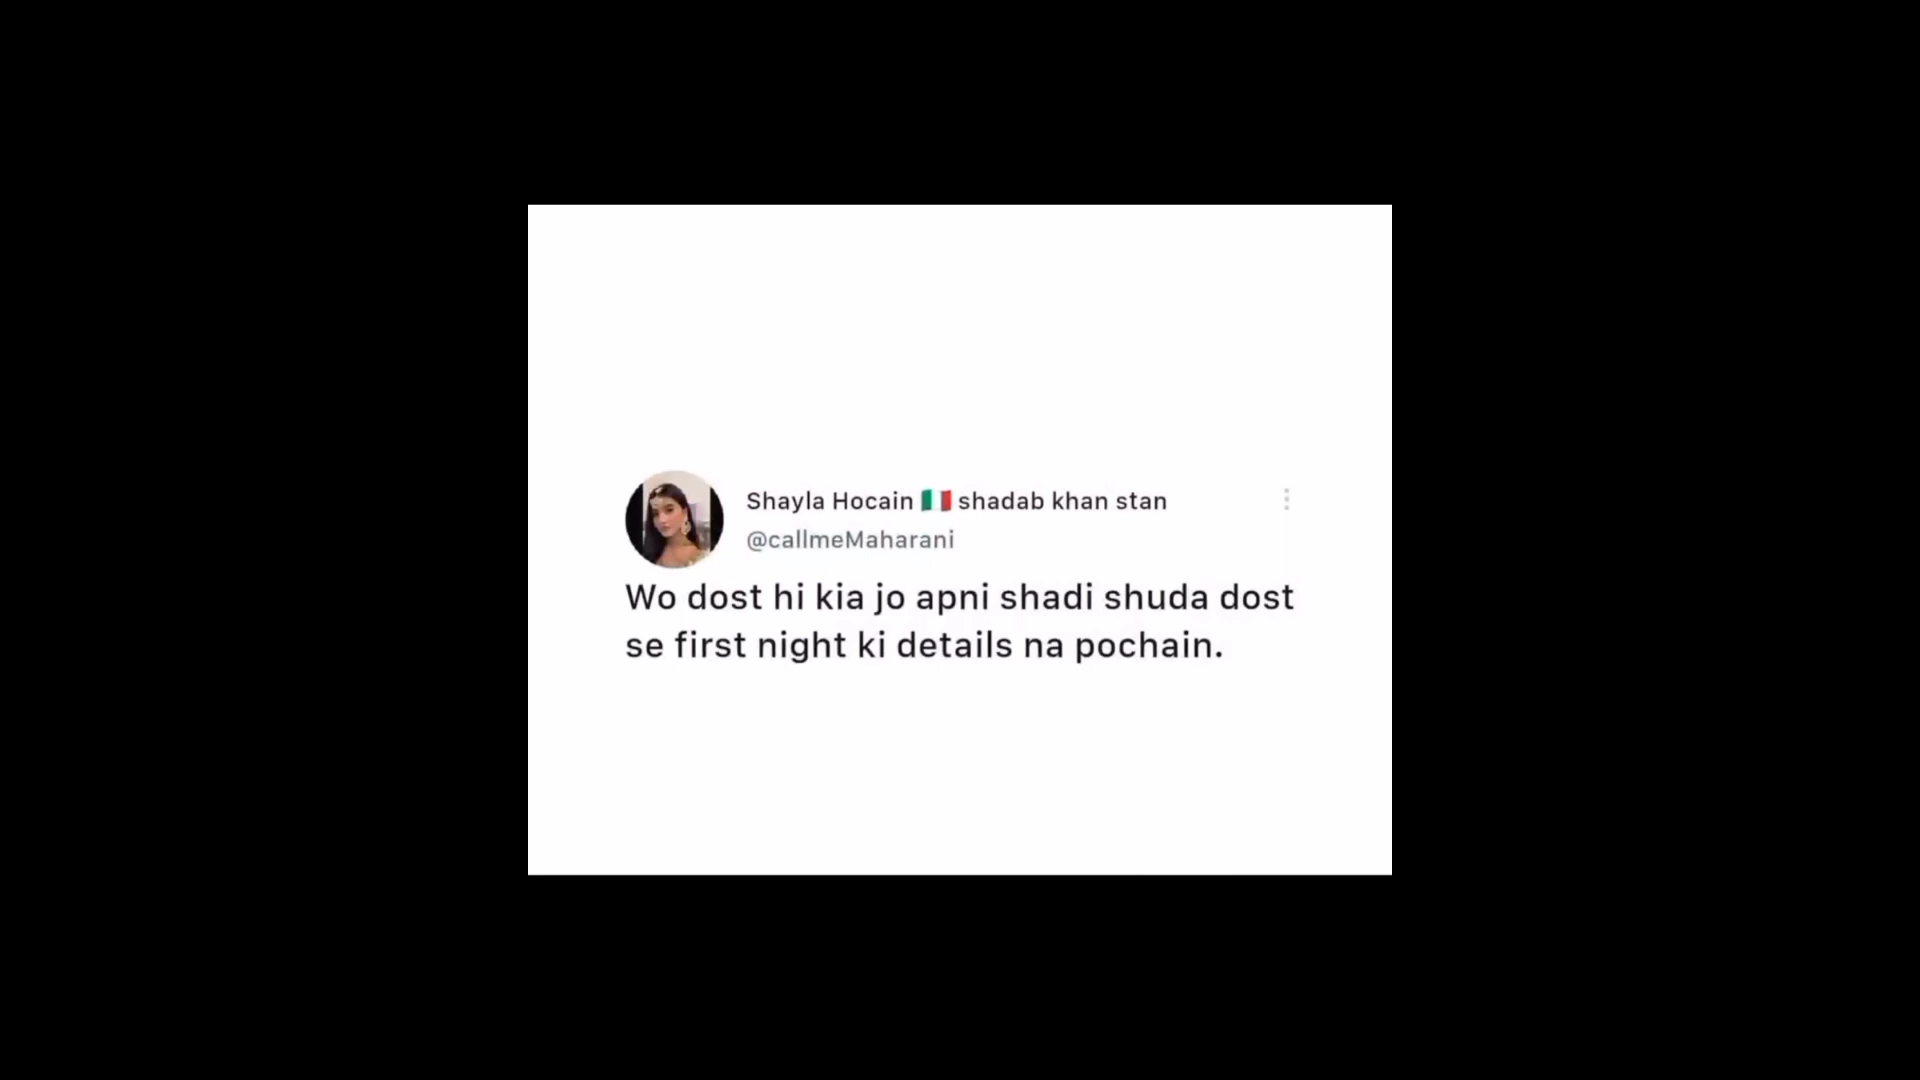 Shayla Hocain 🇮🇹 shadab khan stan
@callmeMaharani
Wo dost hi kia jo apni shadi shuda dost
se first night ki details na pochain.